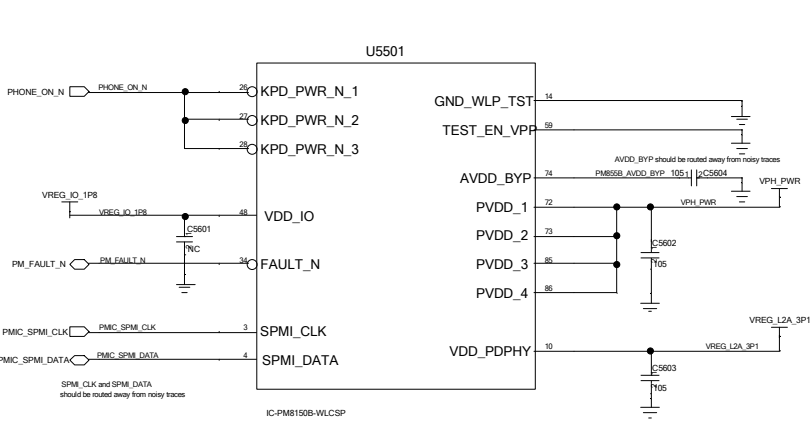 U5501
PHONE_ON_N
PHONE_ON_N
26
KPD_PWR_N_1
27
KPD_PWR_N_2
28
KPD_PWR_N_3
VREG_IO_1P8
VREG_IO_1P8
48
VDD_IO
C5601
NC
PM_FAULT_N
PM_FAULT_N
34
FAULT_N
PMIC_SPMI_CLK
PMIC_SPMI_CLK
3
SPMI_CLK
PMIC_SPMI_DATA
PMIC_SPMI_DATA
4
SPMI_DATA
SPMI_CLK and SPMI_DATA
should be routed away from noisy traces
GND_WLP_TST
14
TEST_EN_VPP
59
AVDD_BYP should be routed away from noisy traces
AVDD_BYP
74
PM855B_AVDD_BYP
105
1
2
C5604
VPH_PWR
PVDD_1
72
VPH_PWR
PVDD_2
73
C5602
105
PVDD_3
85
PVDD_4
86
VREG_L2A_3P1
VDD_PDPHY
10
VREG_L2A_3P1
C5603
105
IC-PM8150B-WLCSP